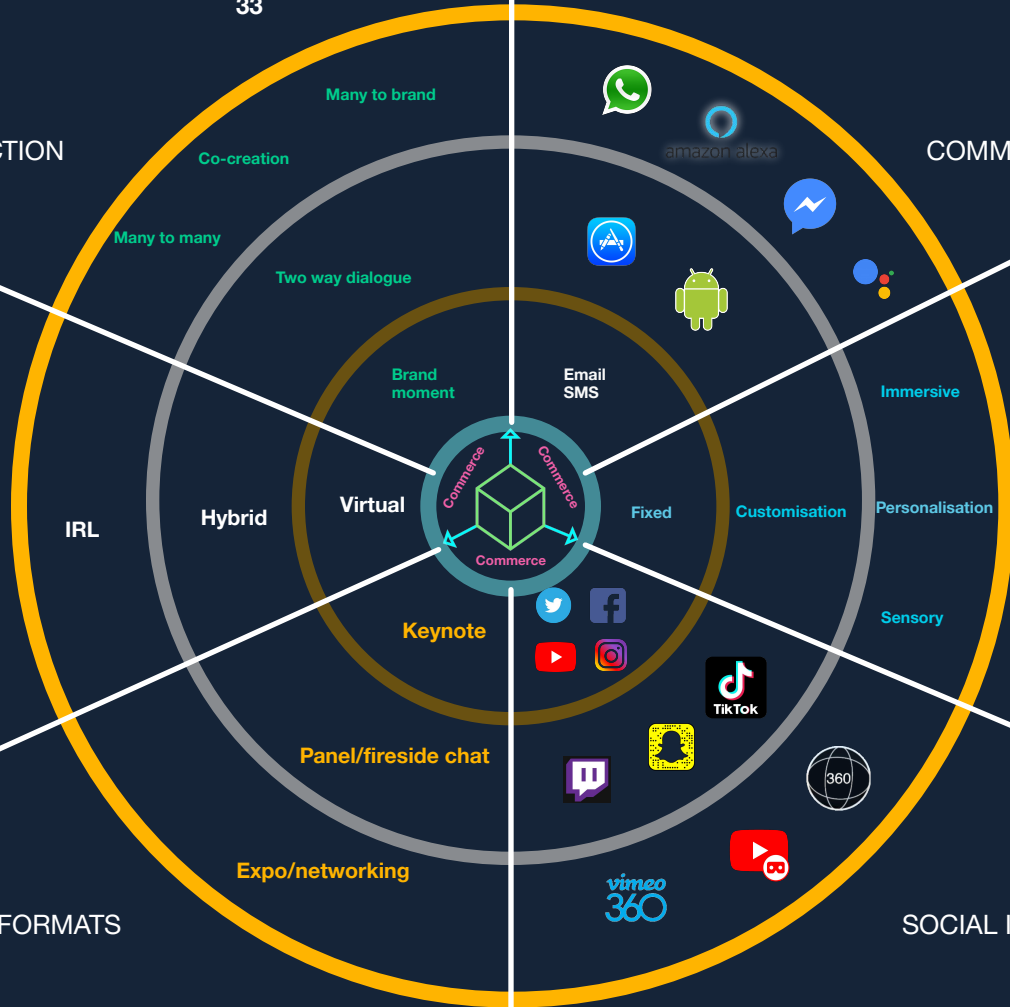 33
Many to brand
amazon alexa
CTION
COMM
Co-creation
Many to many
Two way dialogue
Brand
moment
Email
SMS
Immersive
Commerce
Commerce
Commerce
IRL
Hybrid
Virtual
Fixed
Customisation
Personalisation
Sensory
Keynote
TikTok
Panel/fireside chat
360
Expo/networking
vimeo
360
FORMATS
SOCIAL